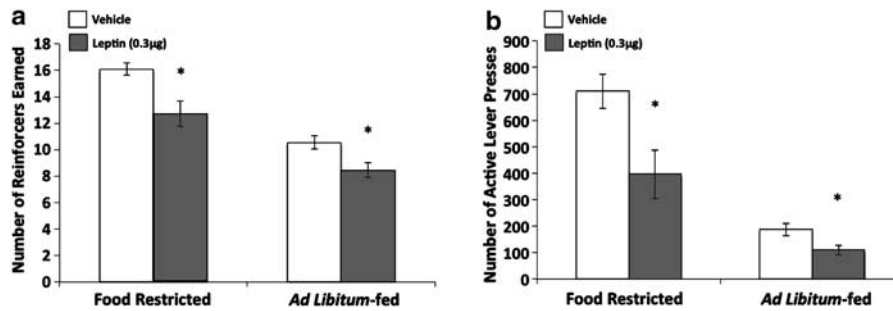 a
Vehicle
Leptin (0.3μg)
Number of Reinforcers Earned
18
16
14
12
10
8
6
4
2
0
*
*
Food Restricted
Ad Libitum-fed
b
Vehicle
Leptin (0.3μg)
Number of Active Lever Presses
900
800
700
600
500
400
300
200
100
0
*
*
Food Restricted
Ad Libitum-fed